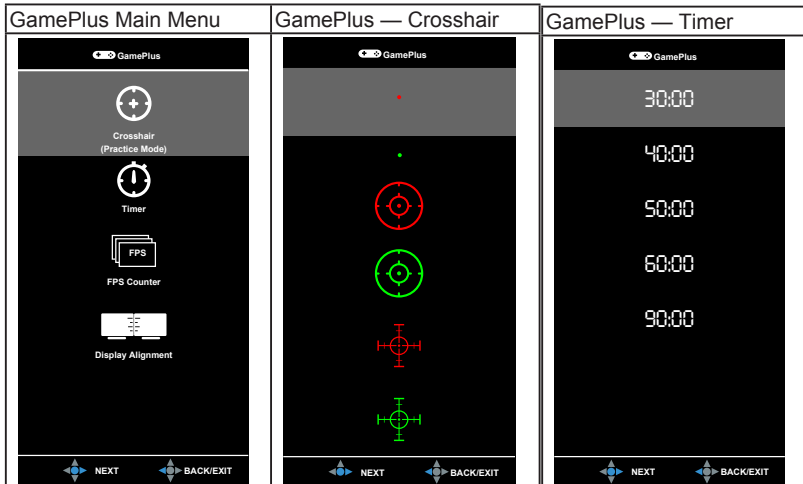 GamePlus Main Menu
GamePlus — Crosshair
GamePlus — Timer
GamePlus
Crosshair
(Practice Mode)
Timer
FPS
FPS Counter
Display Alignment
NEXT BACK/EXIT
GamePlus
NEXT BACK/EXIT
GamePlus
30:00
40:00
50:00
60:00
90:00
NEXT BACK/EXIT